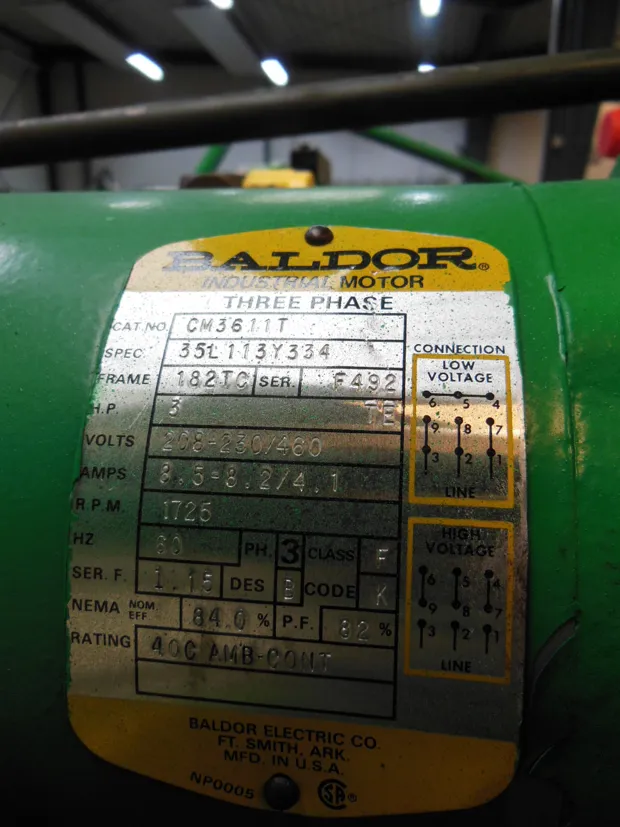 BALDOR®
INDUSTRIAL MOTOR
THREE PHASE
CAT.NO. CM3611T
SPEC. 35L113Y334
FRAME 182TC SER. F492
H.P. 3 TE
VOLTS 208-230/460
AMPS 8.5-8.2/4.1
R.P.M. 1725
HZ 60 PH. 3 CLASS F
SER. F. 1.15 DES B CODE K
NEMA NOM EFF 84.0 % P.F. 82 %
RATING 40C AMB-CONT
CONNECTION
LOW
VOLTAGE
6 5 4
9 8 7
3 2 1
LINE
HIGH
VOLTAGE
6 5 4
9 8 7
3 2 1
LINE
BALDOR ELECTRIC CO.
FT. SMITH, ARK.
MFD. IN U.S.A.
NP0005 SA®